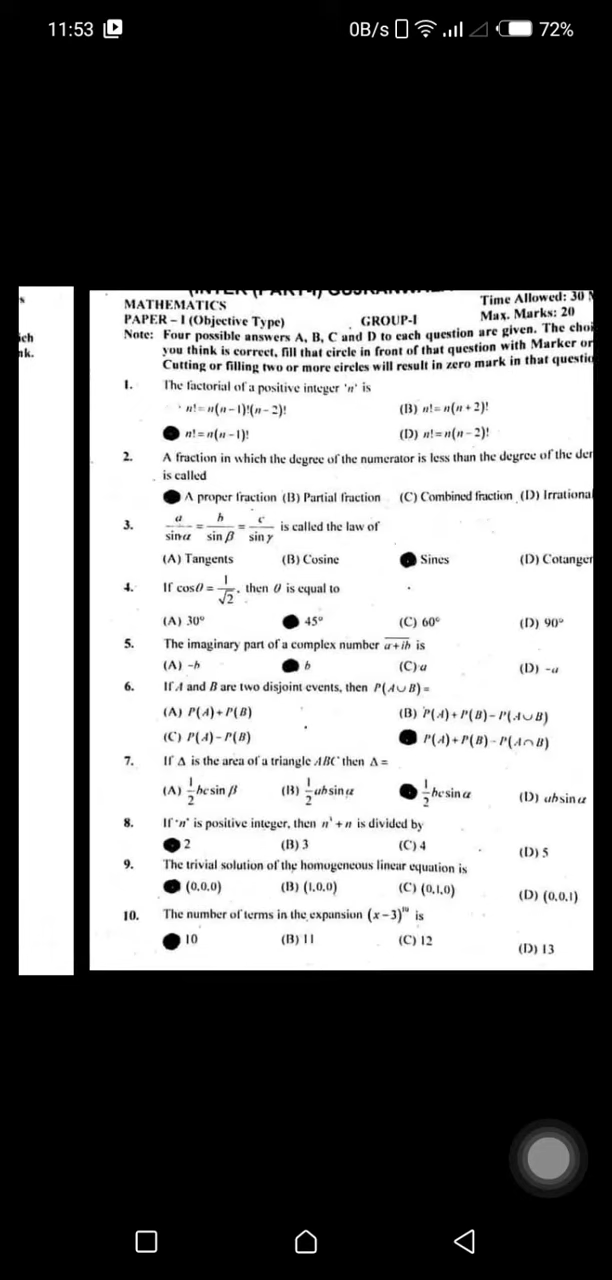 11:53
0B/s
72%
s
ich
nk.
MATHEMATICS
Time Allowed: 30
PAPER – I (Objective Type)
GROUP-I
Max. Marks: 20
Note: Four possible answers A, B, C and D to each question are given. The choi
you think is correct, fill that circle in front of that question with Marker or
Cutting or filling two or more circles will result in zero mark in that questio
1. The factorial of a positive integer 'n' is
n! = n(n−1)!(n−2)! (B) n! = n(n+2)!
n! = n(n−1)! (D) n! = n(n−2)!
2. A fraction in which the degree of the numerator is less than the degree of the der
is called
A proper fraction (B) Partial fraction (C) Combined fraction (D) Irrational
3. a/sinα = b/sin β = c/sin γ is called the law of
(A) Tangents (B) Cosine Sines (D) Cotanger
4. If cosθ = 1/√2, then θ is equal to
(A) 30° 45° (C) 60° (D) 90°
5. The imaginary part of a complex number a̅+̅i̅b̅ is
(A) -b b (C) a (D) -a
6. If A and B are two disjoint events, then P(A∪B) =
(A) P(A)+P(B) (B) P(A)+P(B)−P(A∪B)
(C) P(A)−P(B) P(A)+P(B)−P(A∩B)
7. If Δ is the area of a triangle ABC then Δ =
(A) 1/2 bc sin β (B) 1/2 ab sin α 1/2 bc sin α (D) ab sin α
8. If 'n' is positive integer, then n² + n is divided by
2 (B) 3 (C) 4 (D) 5
9. The trivial solution of the homogeneous linear equation is
(0,0,0) (B) (1,0,0) (C) (0,1,0) (D) (0,0,1)
10. The number of terms in the expansion (x−3)¹⁰ is
10 (B) 11 (C) 12 (D) 13